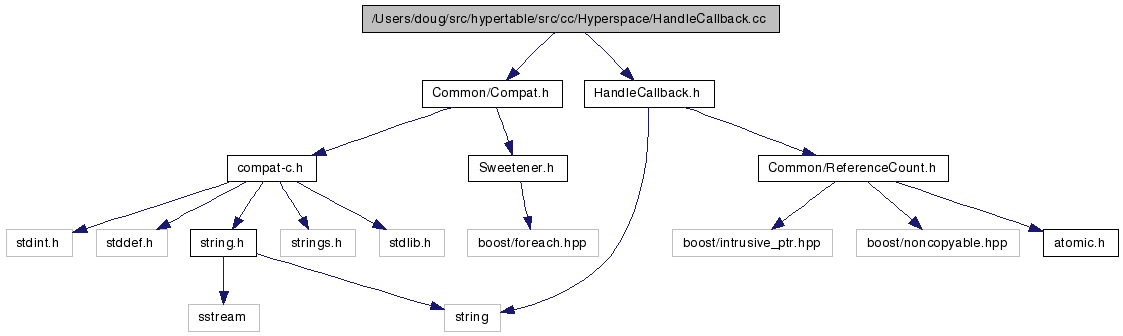 /Users/doug/src/hypertable/src/cc/Hyperspace/HandleCallback.cc
Common/Compat.h
HandleCallback.h
compat-c.h
Sweetener.h
Common/ReferenceCount.h
stdint.h
stddef.h
string.h
strings.h
stdlib.h
boost/foreach.hpp
boost/intrusive_ptr.hpp
boost/noncopyable.hpp
atomic.h
sstream
string